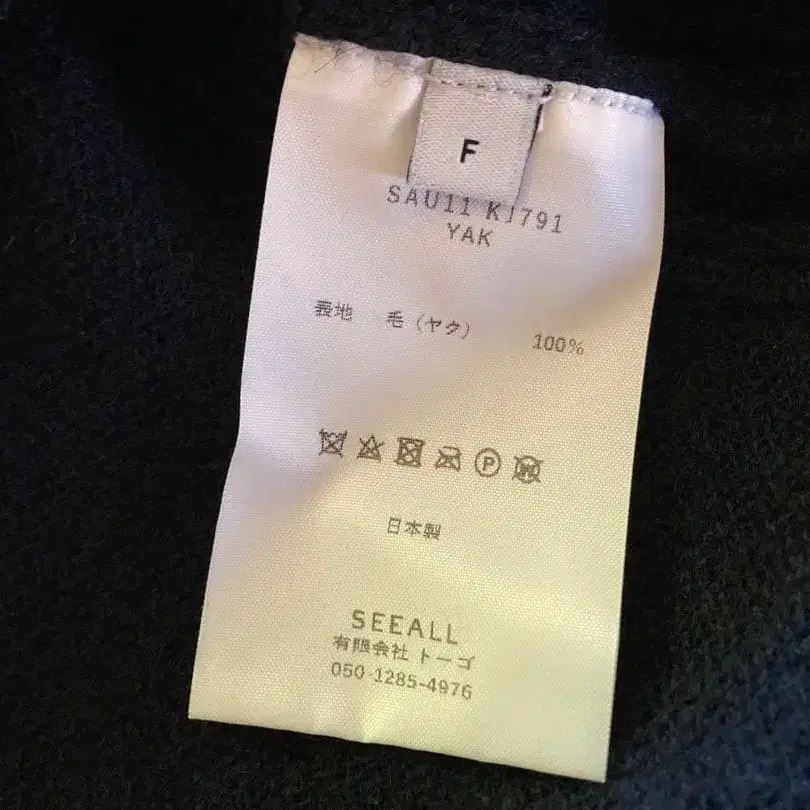 F
SAU11 KJ791
YAK
表地 毛（ヤク） 100%
日本製
SEEALL
有限会社 トーゴ
050-1285-4976